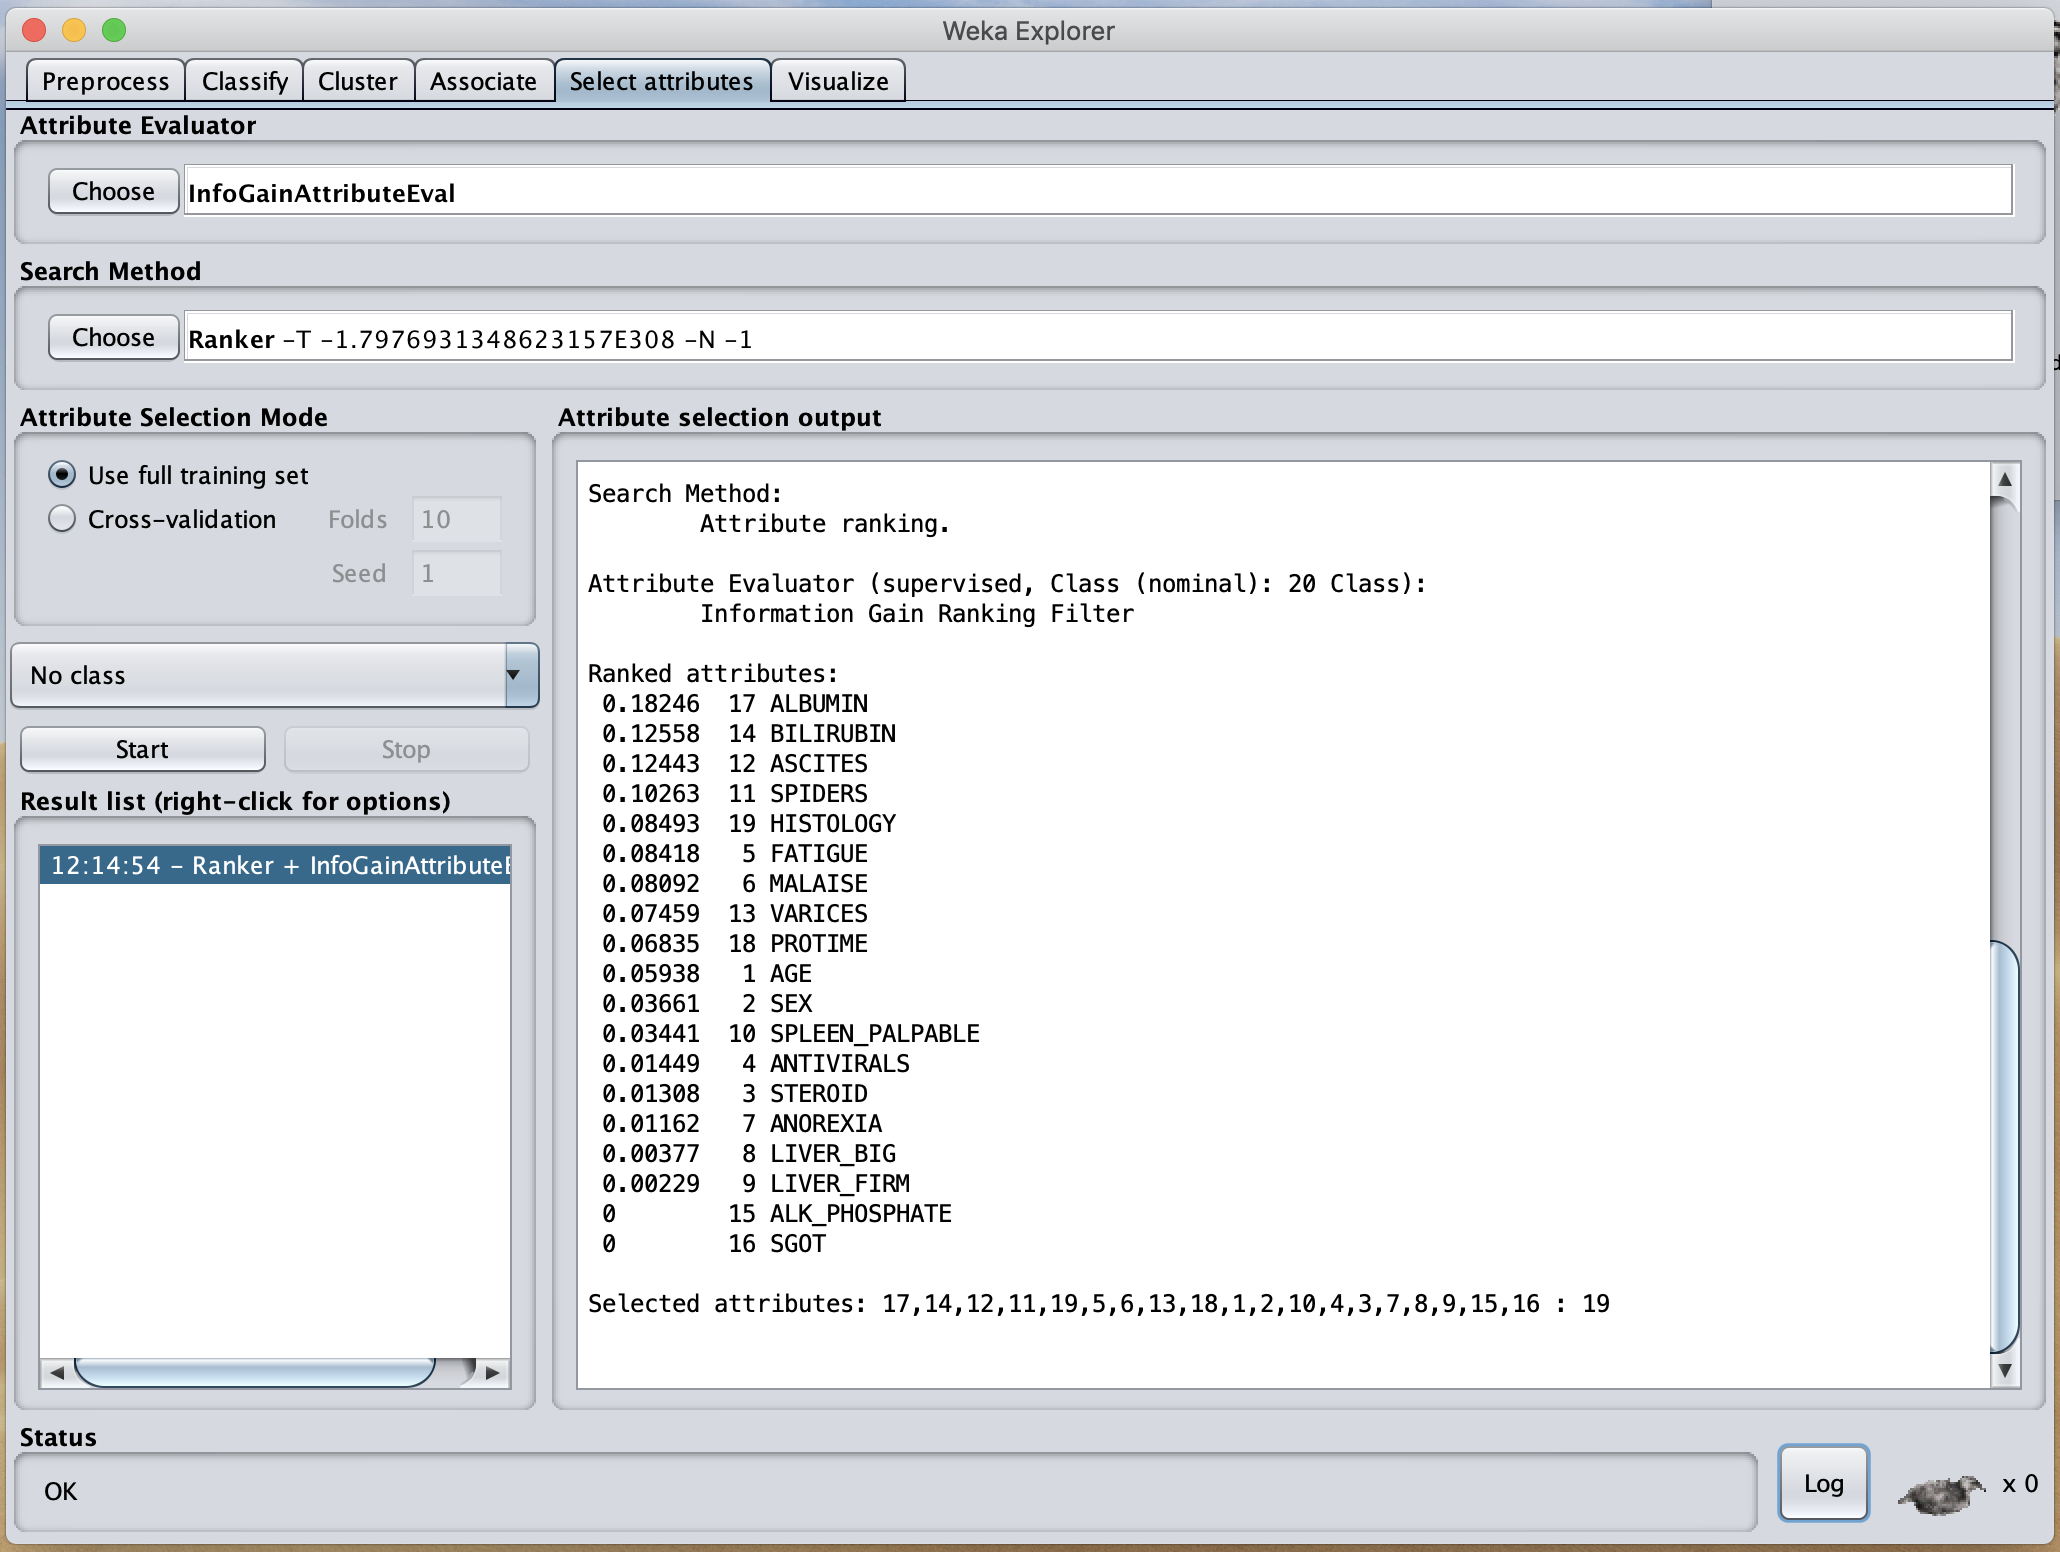 Weka Explorer
Preprocess Classify Cluster Associate Select attributes Visualize
Attribute Evaluator
Choose InfoGainAttributeEval
Search Method
Choose Ranker -T -1.7976931348623157E308 -N -1
Attribute Selection Mode
Use full training set
Cross-validation Folds 10
Seed 1
No class
Start Stop
Result list (right-click for options)
12:14:54 - Ranker + InfoGainAttributeE
Attribute selection output
Search Method:
Attribute ranking.
Attribute Evaluator (supervised, Class (nominal): 20 Class):
Information Gain Ranking Filter
Ranked attributes:
0.18246 17 ALBUMIN
0.12558 14 BILIRUBIN
0.12443 12 ASCITES
0.10263 11 SPIDERS
0.08493 19 HISTOLOGY
0.08418 5 FATIGUE
0.08092 6 MALAISE
0.07459 13 VARICES
0.06835 18 PROTIME
0.05938 1 AGE
0.03661 2 SEX
0.03441 10 SPLEEN_PALPABLE
0.01449 4 ANTIVIRALS
0.01308 3 STEROID
0.01162 7 ANOREXIA
0.00377 8 LIVER_BIG
0.00229 9 LIVER_FIRM
0 15 ALK_PHOSPHATE
0 16 SGOT
Selected attributes: 17,14,12,11,19,5,6,13,18,1,2,10,4,3,7,8,9,15,16 : 19
Status
OK
Log x 0